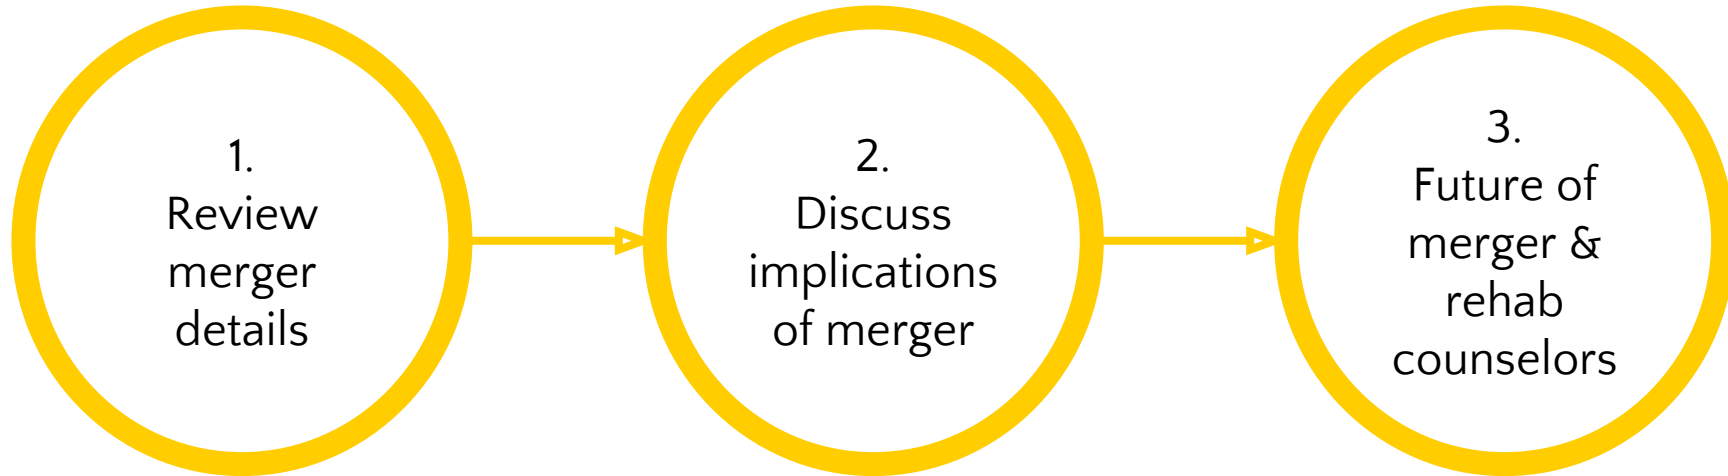 1.
Review
merger
details
2.
Discuss
implications
of merger
3.
Future of
merger &
rehab
counselors